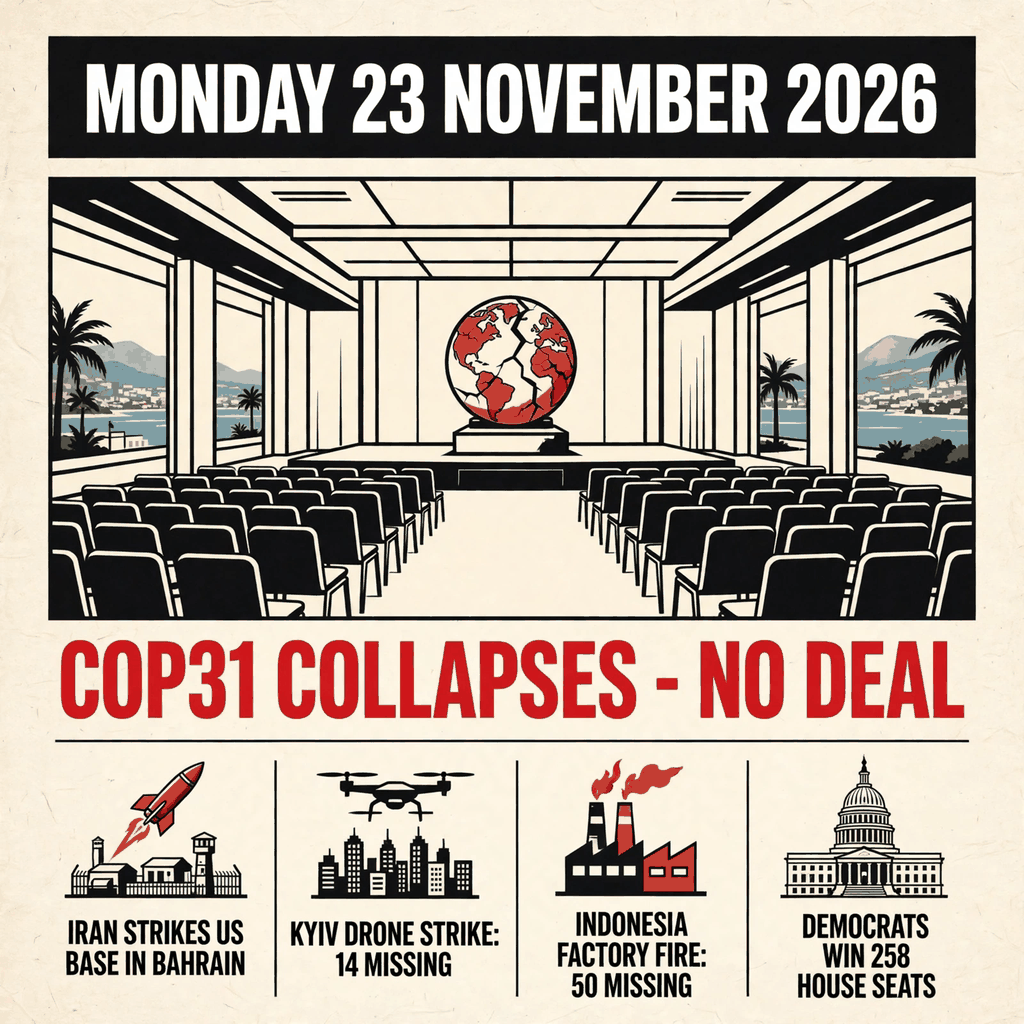 MONDAY 23 NOVEMBER 2026
COP31 COLLAPSES - NO DEAL
IRAN STRIKES US
BASE IN BAHRAIN
KYIV DRONE STRIKE:
14 MISSING
INDONESIA
FACTORY FIRE:
50 MISSING
DEMOCRATS
WIN 258
HOUSE SEATS